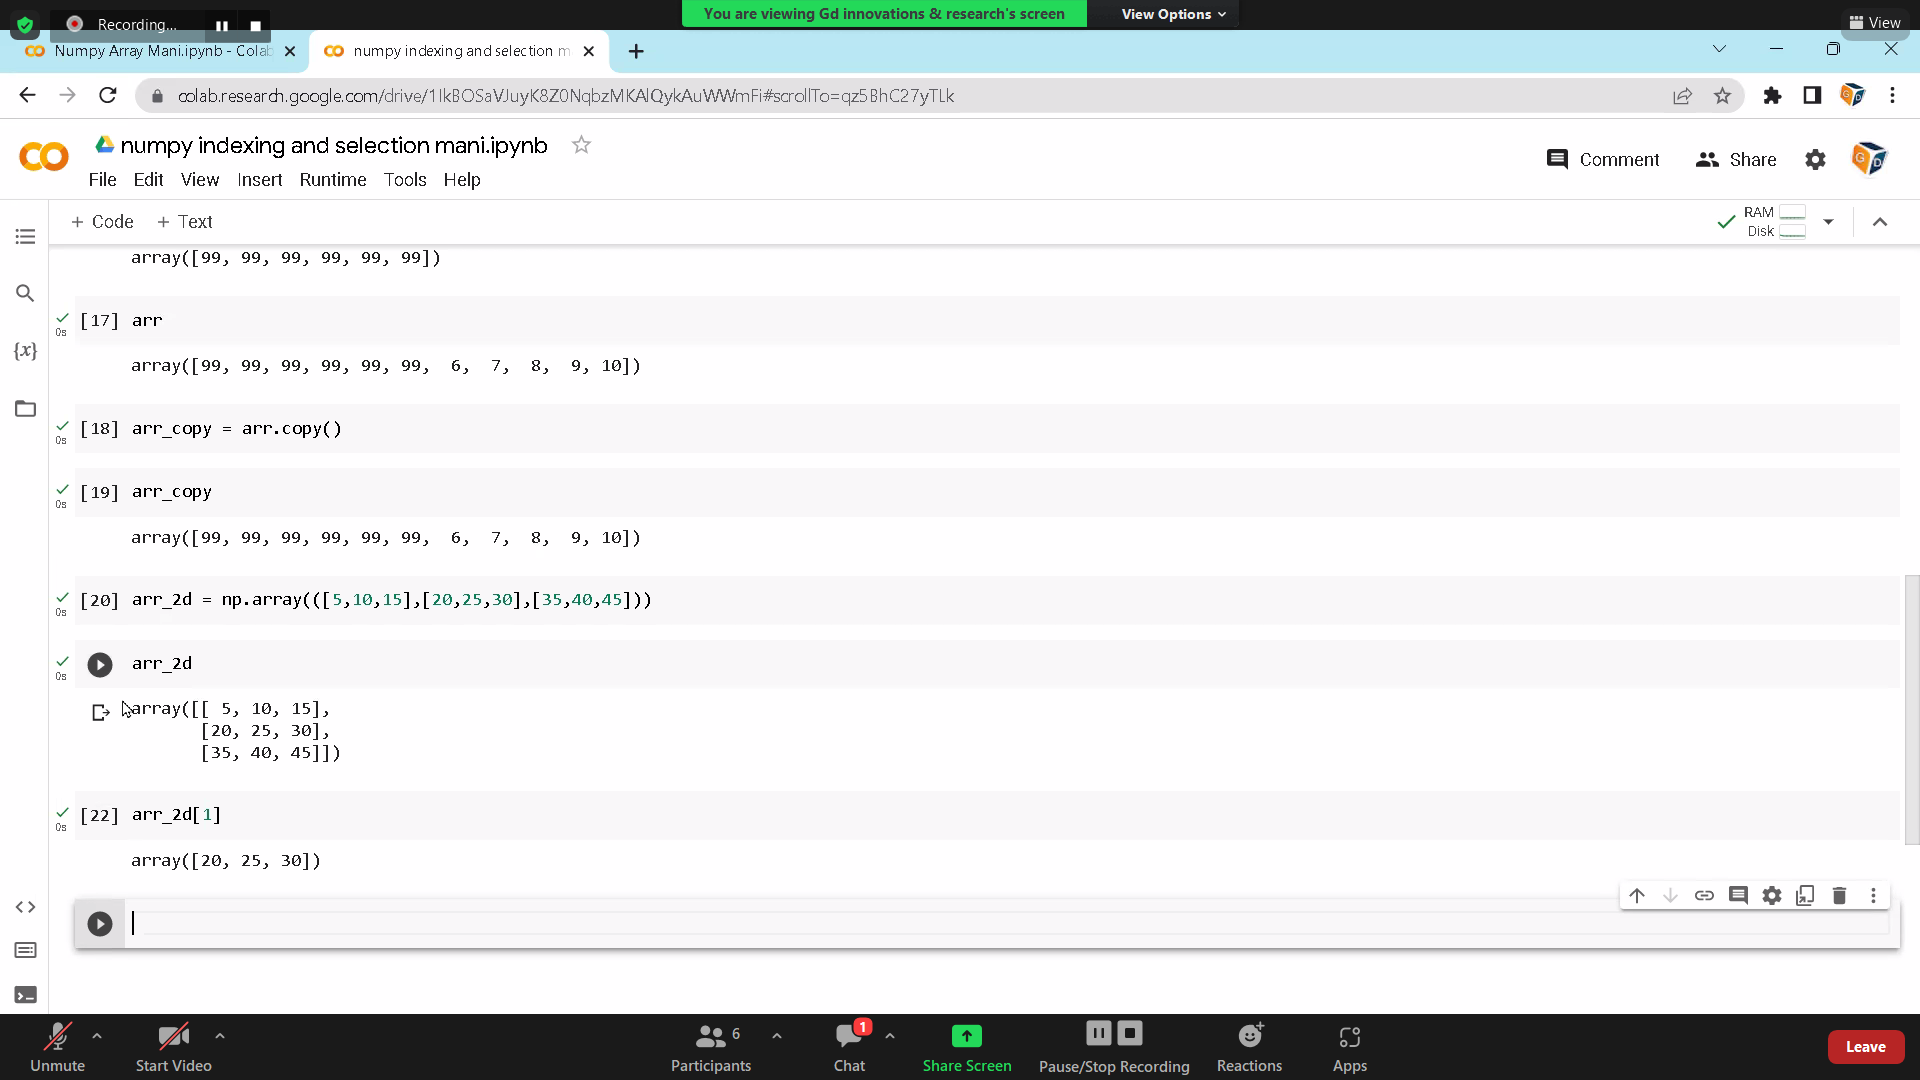 Recording...
You are viewing Gd innovations & research's screen
View Options
View
Numpy Array Mani.ipynb - Colab
numpy indexing and selection m
colab.research.google.com/drive/1IkBOSaVJuyK8Z0NqbzMKAlQykAuWWmFi#scrollTo=qz5BhC27yTLk
numpy indexing and selection mani.ipynb
Comment
Share
File Edit View Insert Runtime Tools Help
+ Code + Text
RAM
Disk
array([99, 99, 99, 99, 99, 99])
0s
[17] arr
array([99, 99, 99, 99, 99, 99,  6,  7,  8,  9, 10])
0s
[18] arr_copy = arr.copy()
0s
[19] arr_copy
array([99, 99, 99, 99, 99, 99,  6,  7,  8,  9, 10])
0s
[20] arr_2d = np.array(([5,10,15],[20,25,30],[35,40,45]))
0s
arr_2d
array([[ 5, 10, 15],
[20, 25, 30],
[35, 40, 45]])
0s
[22] arr_2d[1]
array([20, 25, 30])
{x}
Unmute
Start Video
6
Participants
1
Chat
Share Screen
Pause/Stop Recording
Reactions
Apps
Leave